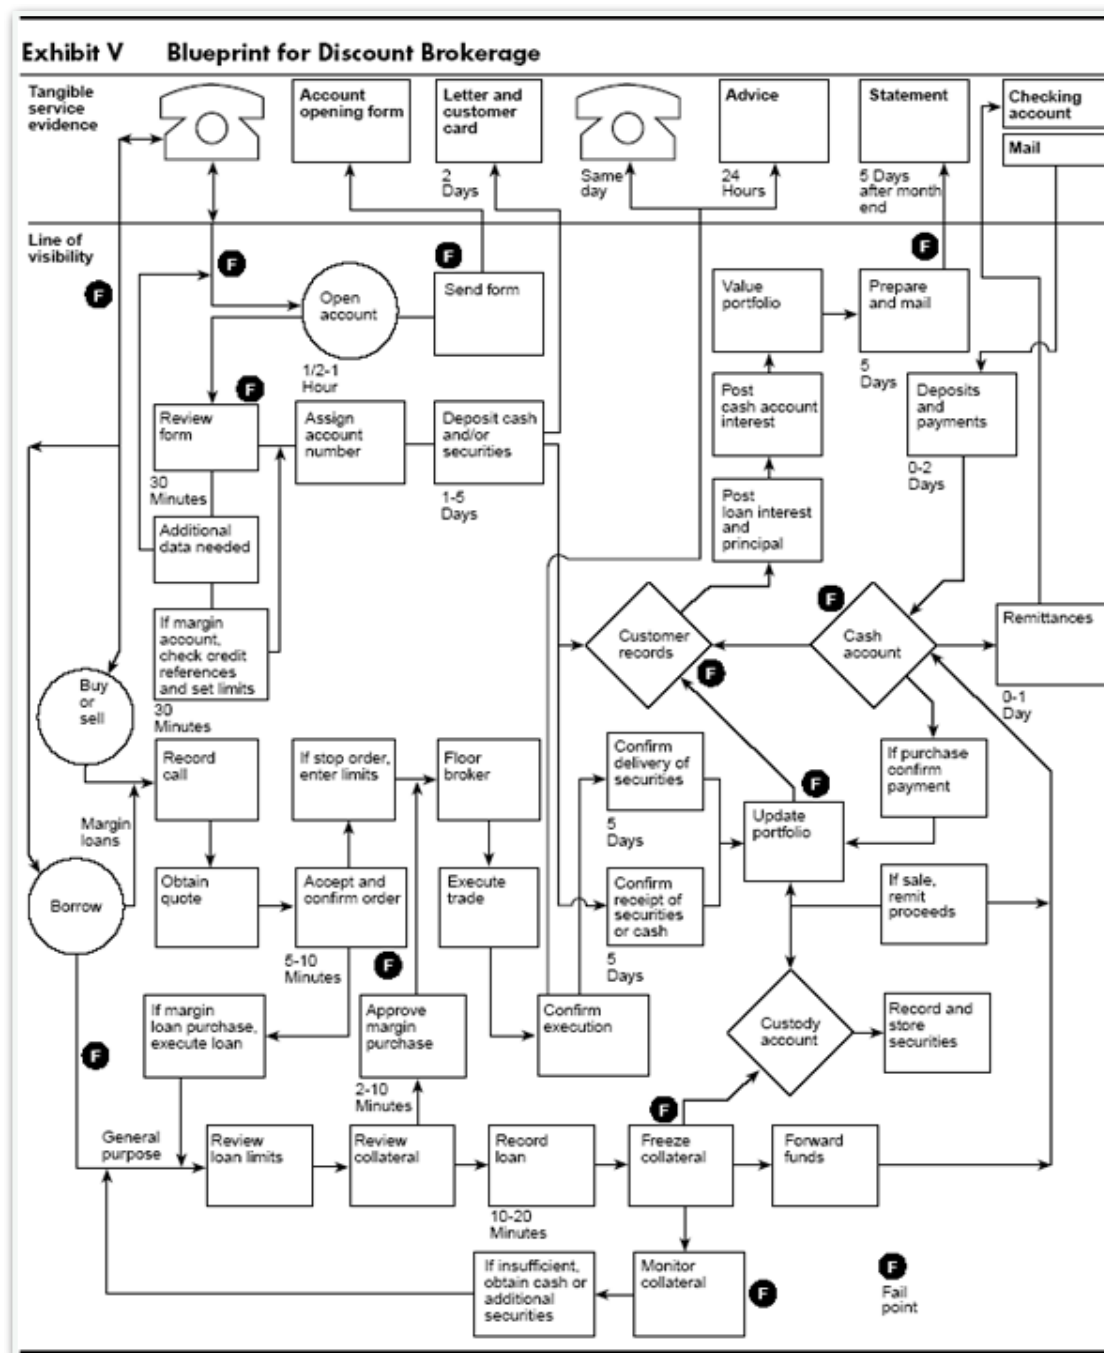 Exhibit V Blueprint for Discount Brokerage
Tangible
service
evidence
Account
opening form
Letter and
customer
card
2
Days
Same
day
Advice
24
Hours
Statement
5 Days
after month
end
Checking
account
Mail
Line of
visibility
F
F
F
F
Open
account
1/2-1
Hour
Send form
Value
portfolio
Prepare
and mail
5
Days
F
Review
form
30
Minutes
Assign
account
number
Deposit cash
and/or
securities
1-5
Days
Post
cash account
interest
Deposits
and
payments
0-2
Days
Additional
data needed
Post
loan interest
and
principal
If margin
account,
check credit
references
and set limits
30
Minutes
Customer
records
F
F
Cash
account
Remittances
0-1
Day
Buy
or
sell
Record
call
If stop order,
enter limits
Floor
broker
Confirm
delivery of
securities
5
Days
F
Update
portfolio
If purchase
confirm
payment
Margin
loans
Borrow
Obtain
quote
Accept and
confirm order
5-10
Minutes
Execute
trade
Confirm
receipt of
securities
or cash
5
Days
If sale,
remit
proceeds
F
F
If margin
loan purchase,
execute loan
Approve
margin
purchase
2-10
Minutes
Confirm
execution
Custody
account
Record and
store
securities
F
General
purpose
Review
loan limits
Review
collateral
Record
loan
10-20
Minutes
Freeze
collateral
Forward
funds
If insufficient,
obtain cash or
additional
securities
Monitor
collateral
F
F
Fail
point